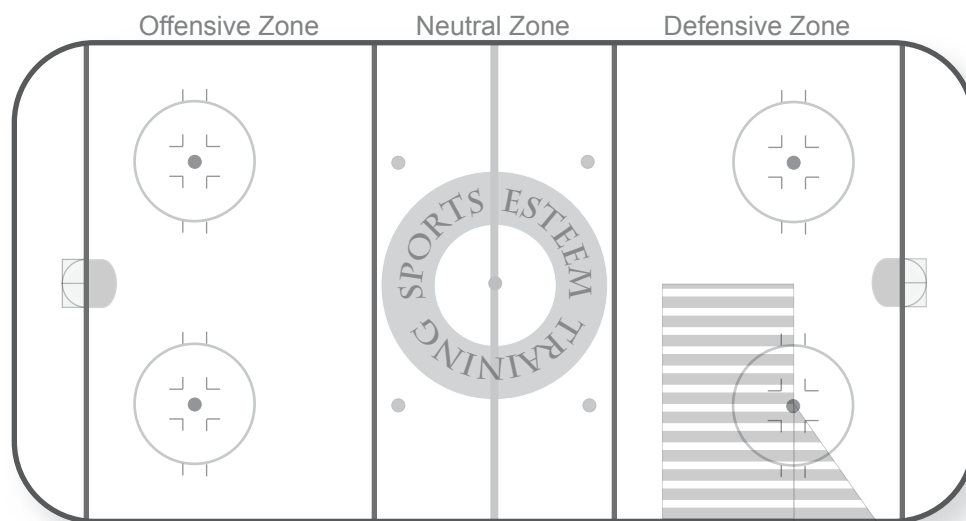 Offensive Zone
Neutral Zone
Defensive Zone
SPORTS ESTEEM
TRAINING